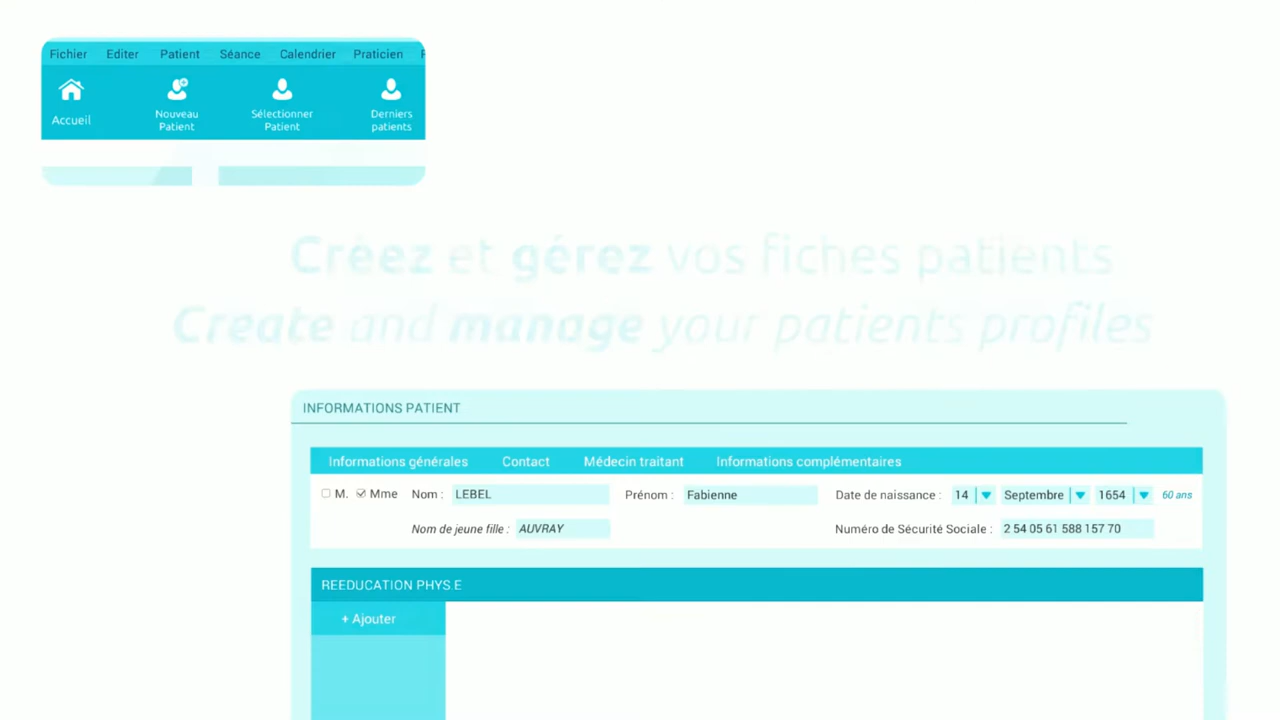 Fichier Editer Patient Séance Calendrier Praticien
Accueil
Nouveau Patient
Sélectionner Patient
Derniers patients
Créez et gérez vos fiches patients
Create and manage your patients profiles
INFORMATIONS PATIENT
Informations générales Contact Médecin traitant Informations complémentaires
M. Mme Nom : LEBEL Prénom : Fabienne Date de naissance : 14 Septembre 1654 60 ans
Nom de jeune fille : AUVRAY Numéro de Sécurité Sociale : 2 54 05 61 588 157 70
REEDUCATION PHYS E
+ Ajouter